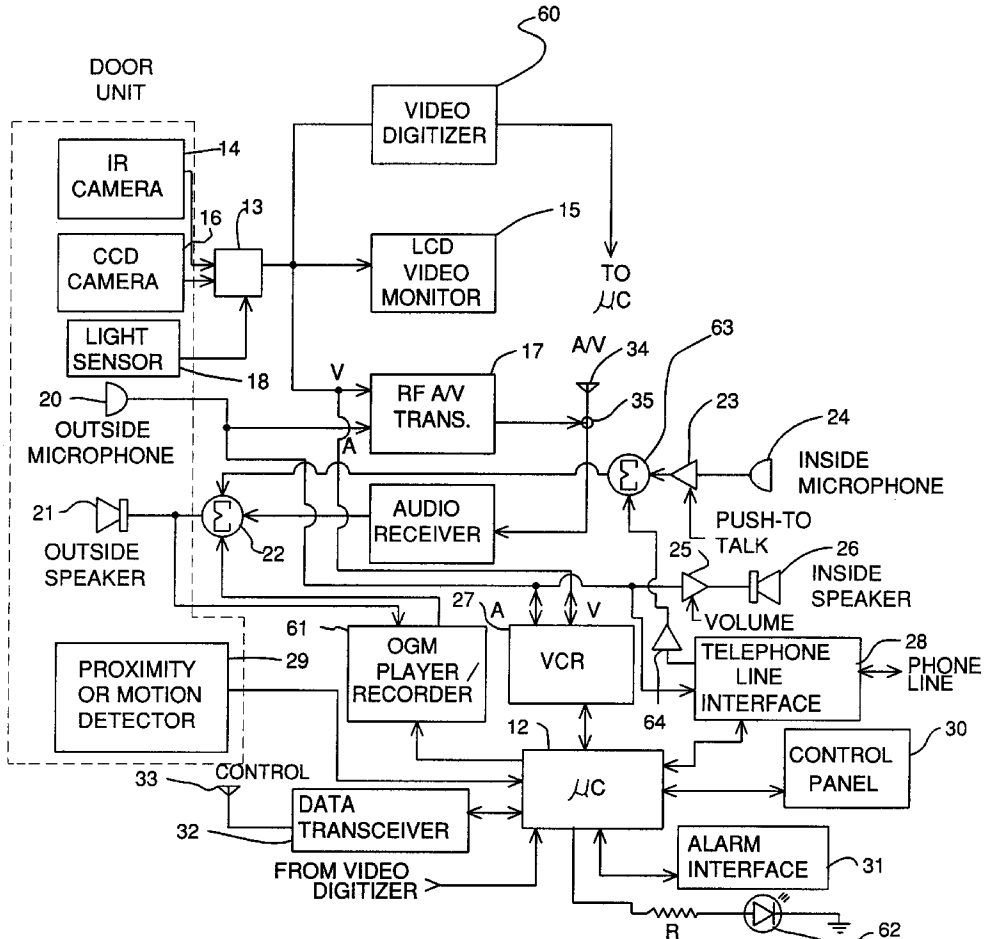 60
DOOR
UNIT
VIDEO
DIGITIZER
14
IR
CAMERA
16
13
15
CCD
CAMERA
LCD
VIDEO
MONITOR
TO
μC
LIGHT
SENSOR
18
63
A/V
17
34
V
RF A/V
TRANS.
35
23
24
20
OUTSIDE
MICROPHONE
A
Σ
INSIDE
MICROPHONE
21
Σ
22
AUDIO
RECEIVER
PUSH-TO
TALK
OUTSIDE
SPEAKER
25
26
INSIDE
SPEAKER
27
A
V
VOLUME
61
OGM
PLAYER/
RECORDER
VCR
28
TELEPHONE
LINE
INTERFACE
PHONE
LINE
29
PROXIMITY
OR MOTION
DETECTOR
64
12
30
μC
CONTROL
PANEL
33
CONTROL
DATA
TRANSCEIVER
32
ALARM
INTERFACE
31
FROM VIDEO
DIGITIZER
R
62